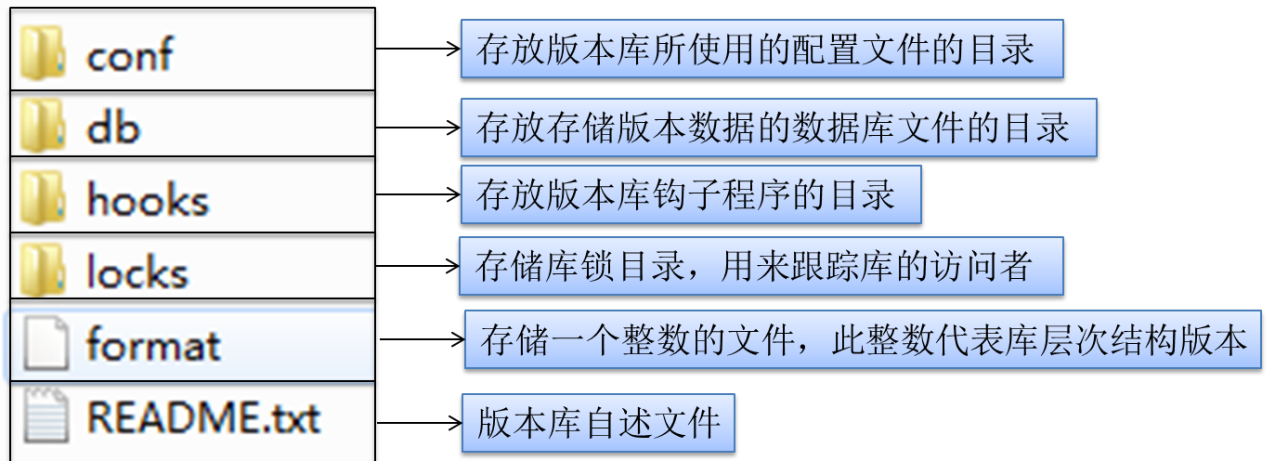 conf
存放版本库所使用的配置文件的目录
db
存放存储版本数据的数据库文件的目录
hooks
存放版本库钩子程序的目录
locks
存储库锁目录，用来跟踪库的访问者
format
存储一个整数的文件，此整数代表库层次结构版本
README.txt
版本库自述文件